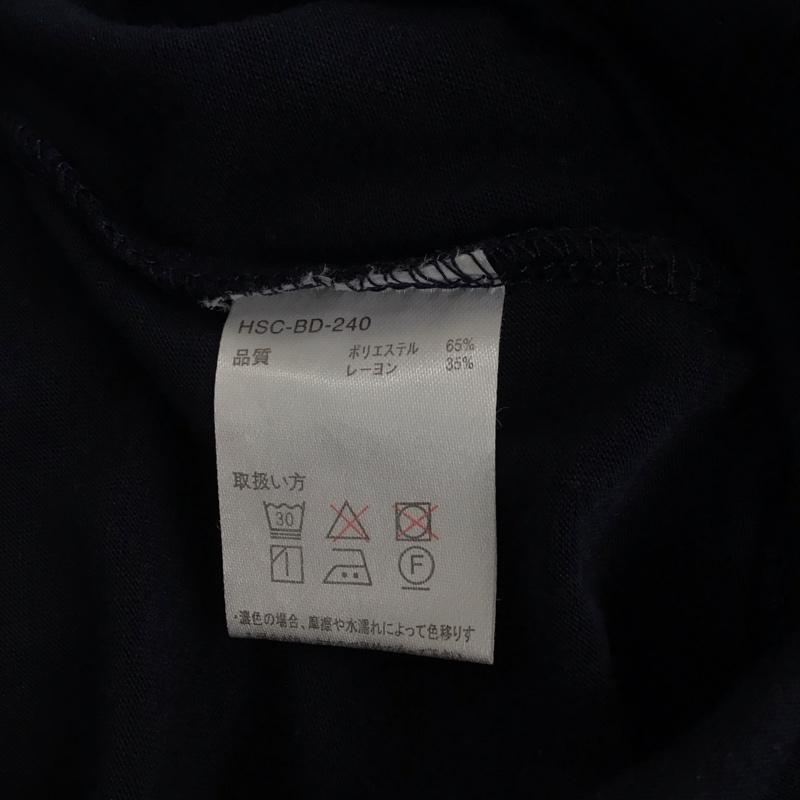 HSC-BD-240
品質 ポリエステル 65%
レーヨン 35%
取扱い方
30
F
・濃色の場合、摩擦や水濡れによって色移りす